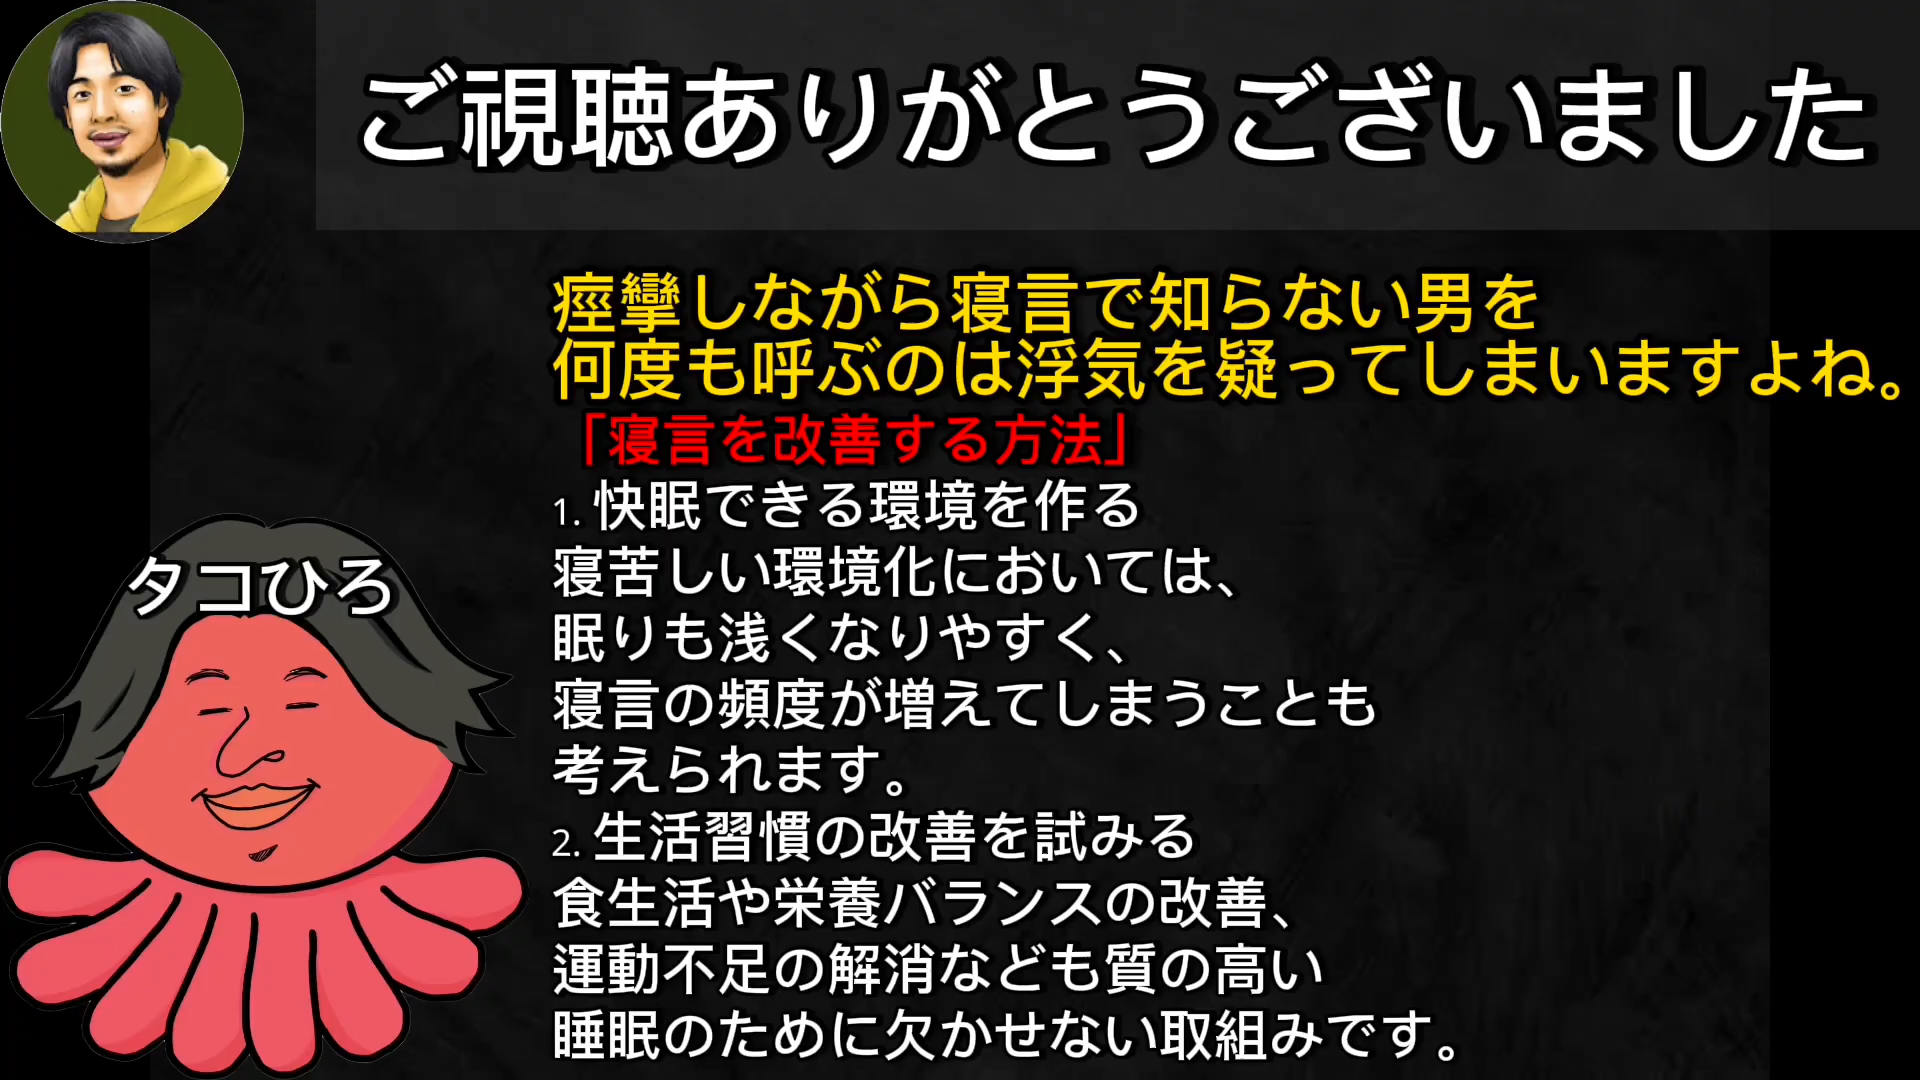 ご視聴ありがとうございました
痙攣しながら寝言で知らない男を
何度も呼ぶのは浮気を疑ってしまいますよね。
「寝言を改善する方法」
1. 快眠できる環境を作る
寝苦しい環境化においては、
眠りも浅くなりやすく、
寝言の頻度が増えてしまうことも
考えられます。
2. 生活習慣の改善を試みる
食生活や栄養バランスの改善、
運動不足の解消なども質の高い
睡眠のために欠かせない取組みです。
タコひろ